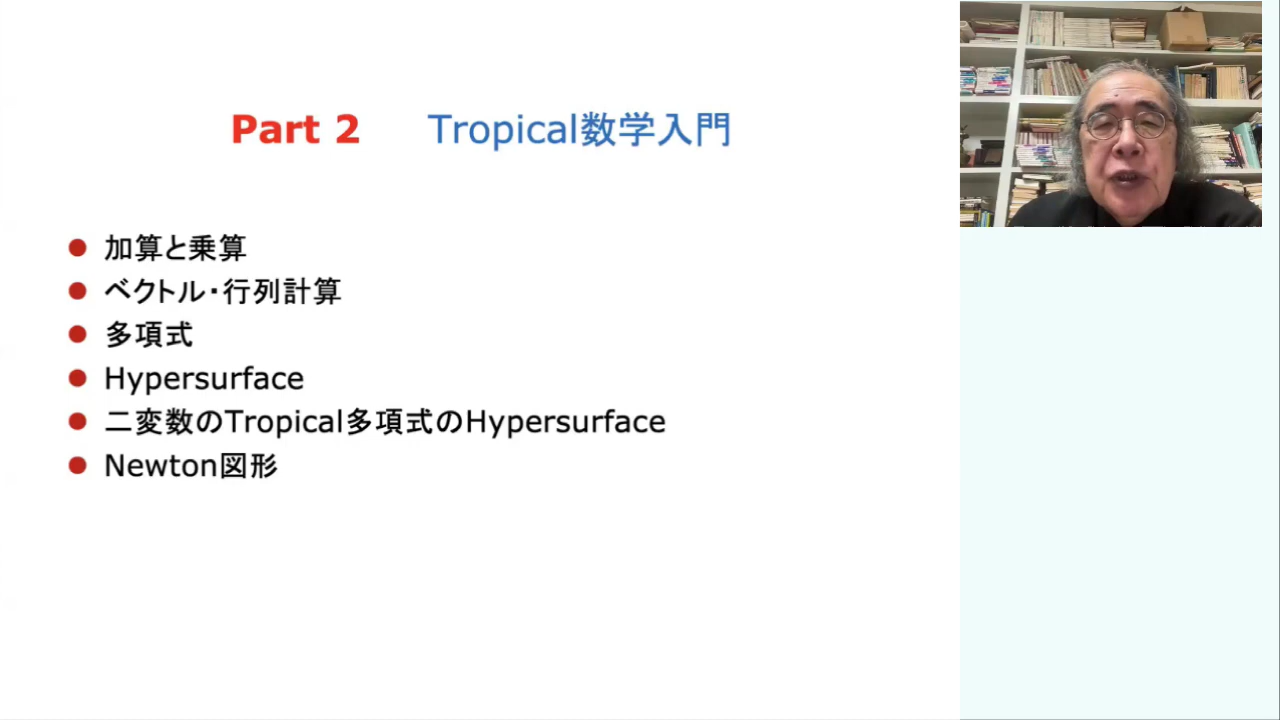 Part 2 Tropical数学入門
加算と乗算
ベクトル・行列計算
多項式
Hypersurface
二変数のTropical多項式のHypersurface
Newton図形